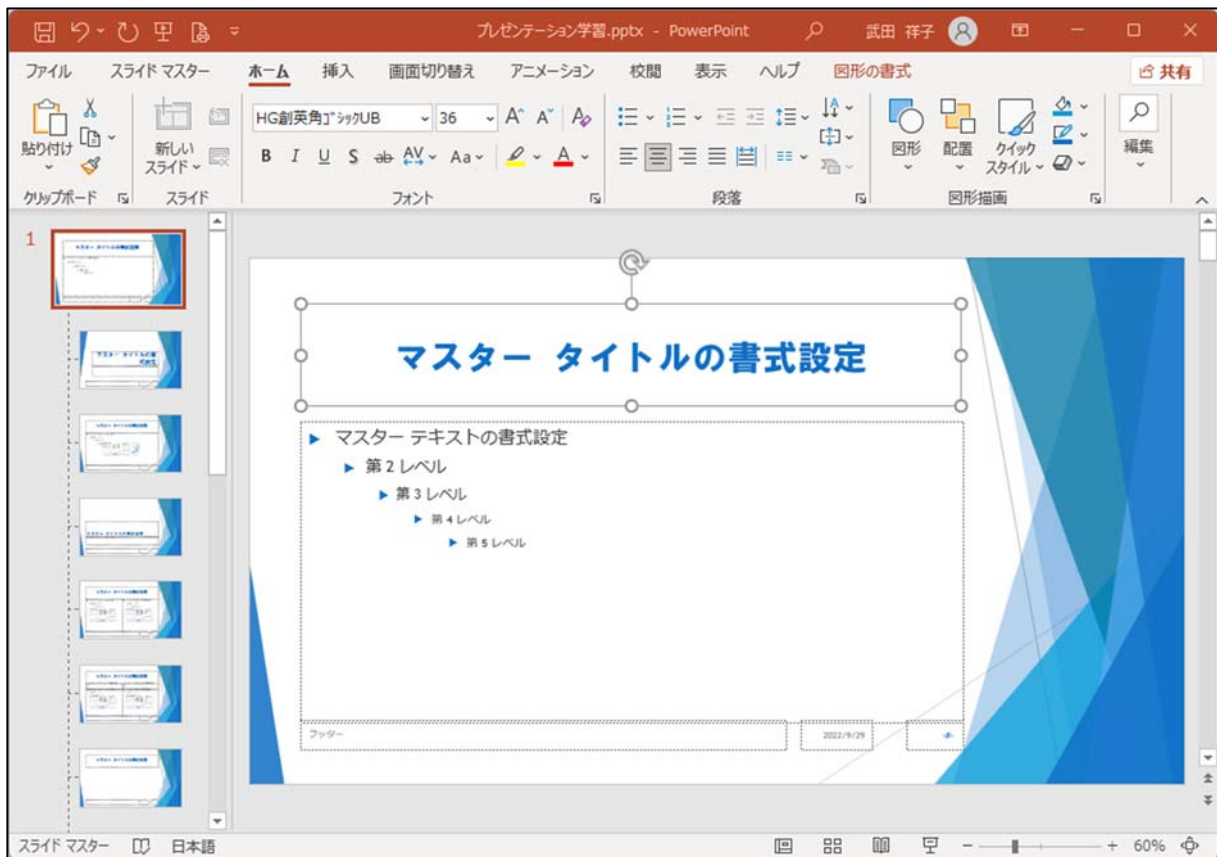 プレゼンテーション学習.pptx - PowerPoint
武田 祥子
ファイル スライド マスター ホーム 挿入 画面切り替え アニメーション 校閲 表示 ヘルプ 図形の書式 共有
貼り付け
新しい
スライド
HG創英角ｺﾞｼｯｸUB 36
B I U S ab AV Aa A
図形 配置
クイック
スタイル
編集
クリップボード スライド フォント 段落 図形描画
1
マスター タイトルの書式設定
マスター テキストの書式設定
第 2 レベル
第 3 レベル
第 4 レベル
第 5 レベル
フッター 2022/9/29 ‹#›
スライド マスター 日本語 60%